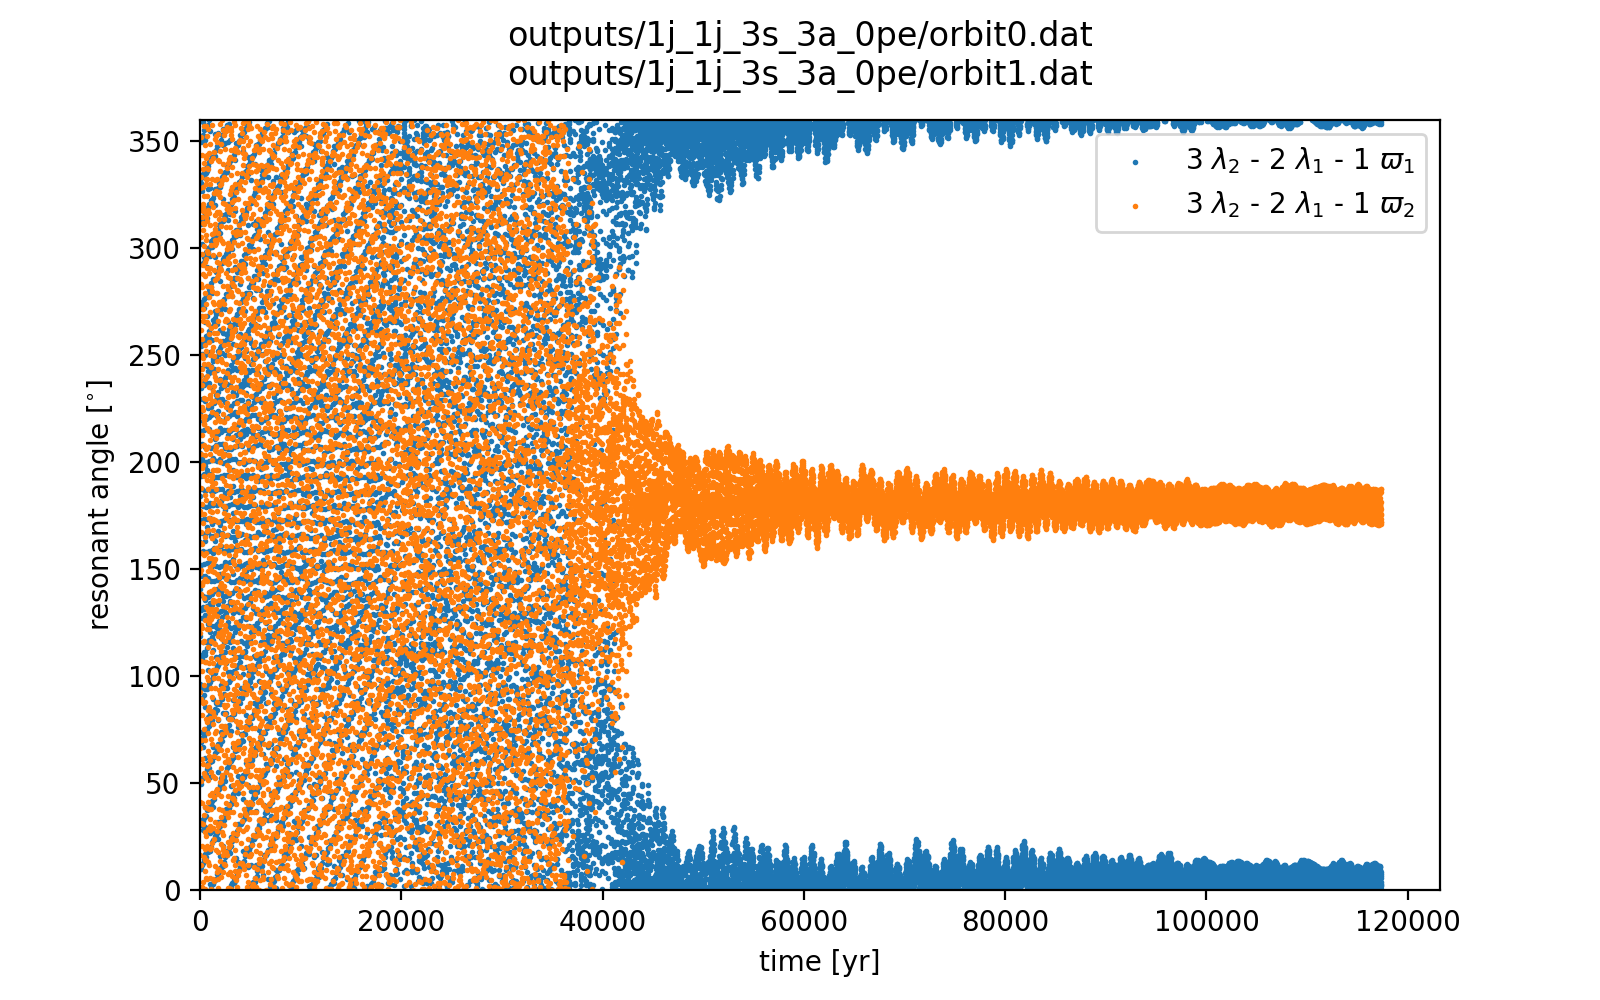 outputs/1j_1j_3s_3a_0pe/orbit0.dat
outputs/1j_1j_3s_3a_0pe/orbit1.dat
3 λ₂ - 2 λ₁ - 1 ϖ₁
3 λ₂ - 2 λ₁ - 1 ϖ₂
350
300
250
200
150
100
50
0
resonant angle [°]
0 20000 40000 60000 80000 100000 120000
time [yr]